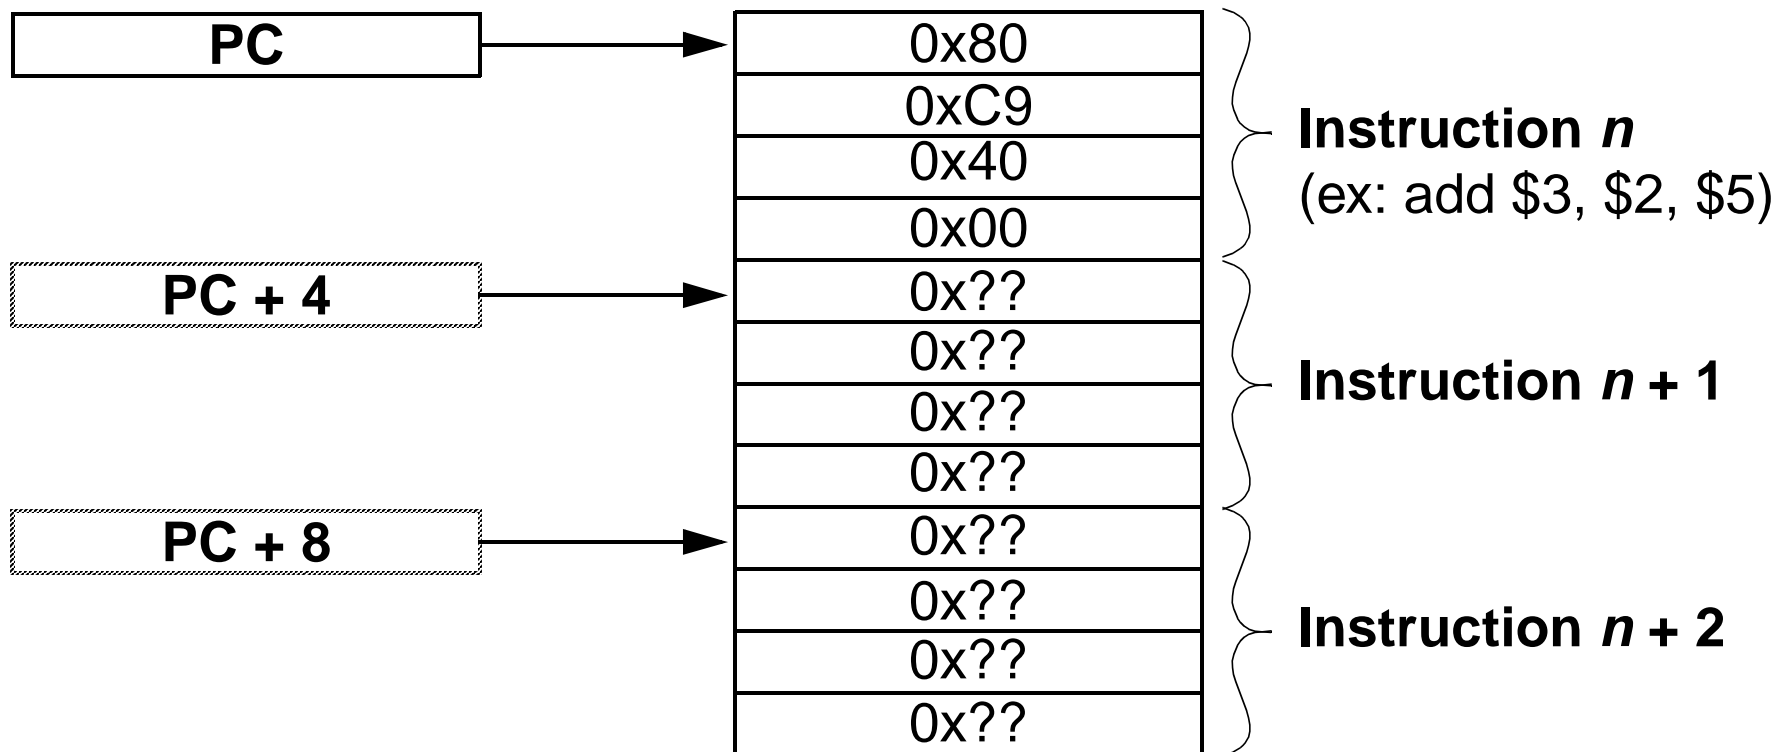 PC
0x80
0xC9
0x40
0x00
Instruction n
(ex: add $3, $2, $5)
PC + 4
0x??
0x??
0x??
0x??
Instruction n + 1
PC + 8
0x??
0x??
0x??
0x??
Instruction n + 2